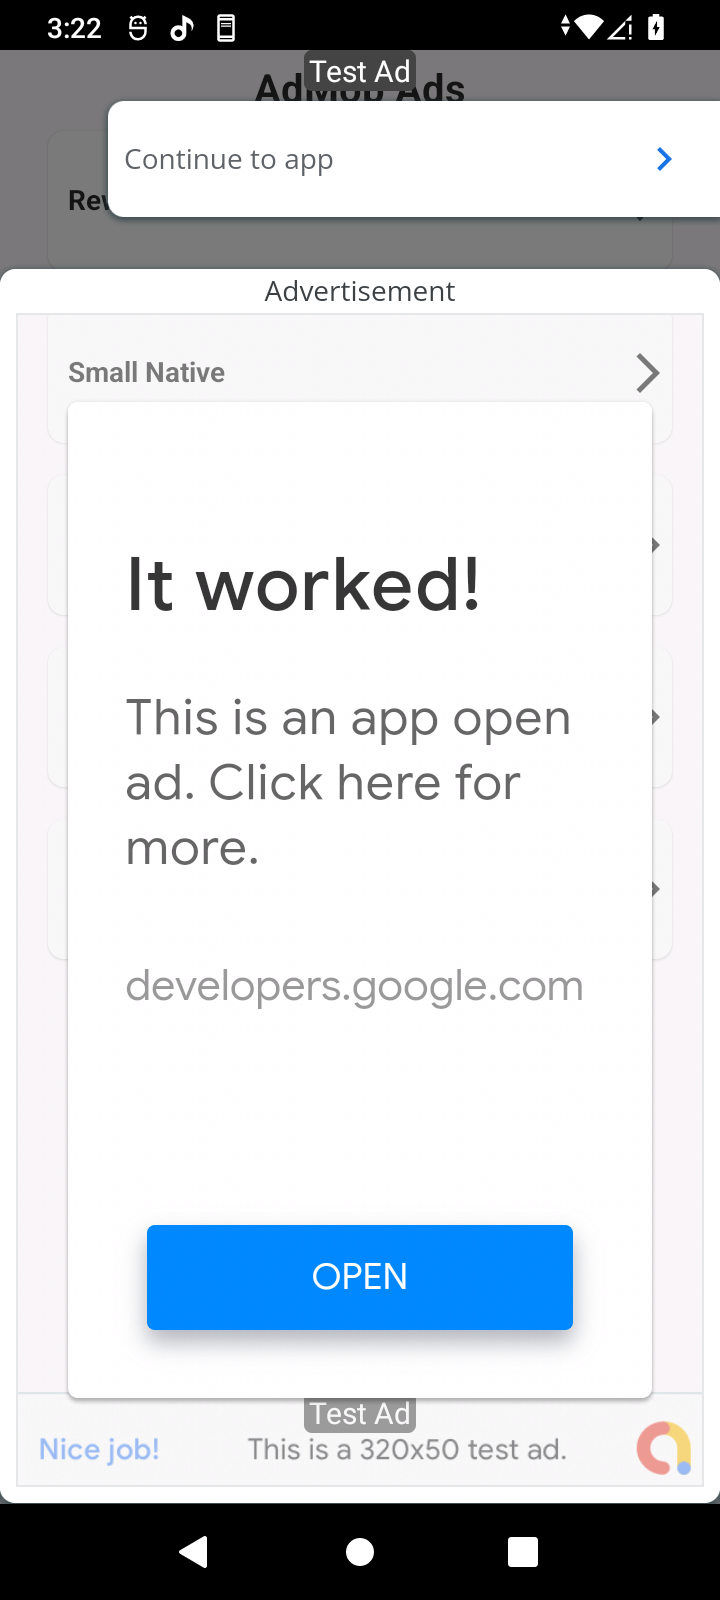 3:22
Test Ad
AdMob Ads
Continue to app
Advertisement
Small Native
It worked!
This is an app open
ad. Click here for
more.
developers.google.com
OPEN
Test Ad
Nice job!
This is a 320x50 test ad.